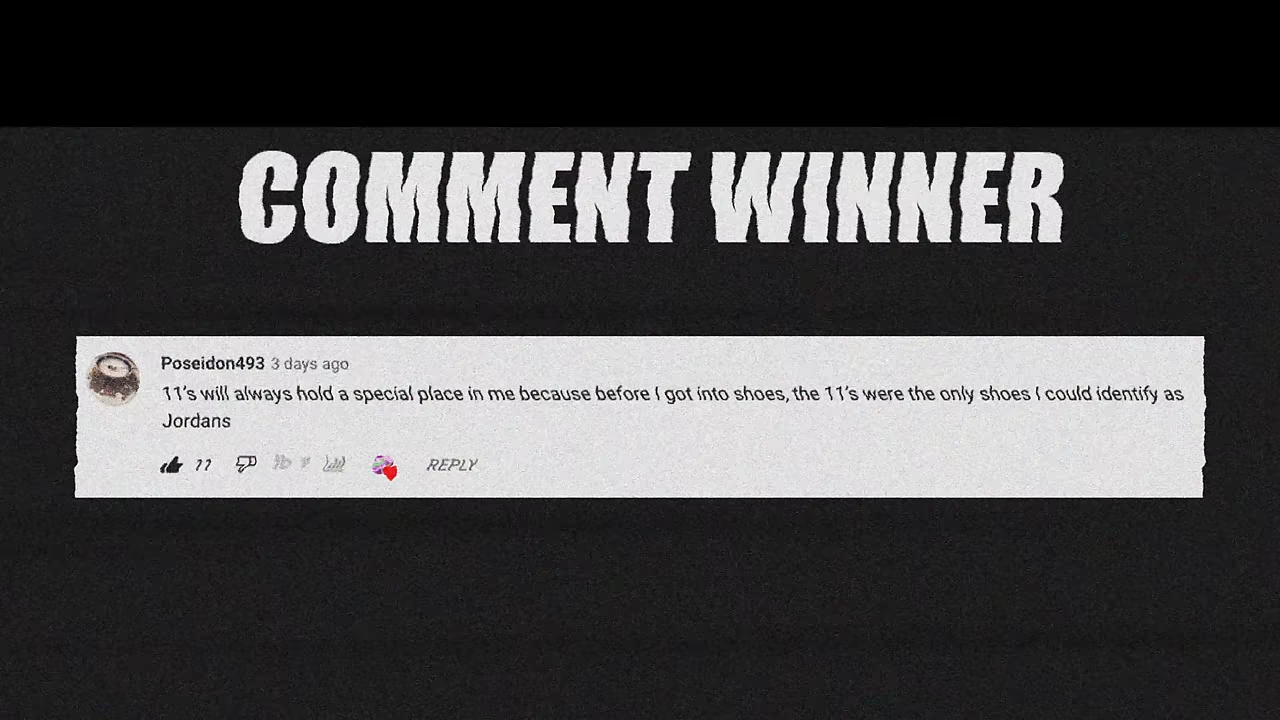 COMMENT WINNER
Poseidon493 3 days ago
11's will always hold a special place in me because before I got into shoes, the 11's were the only shoes I could identify as
Jordans
11 REPLY